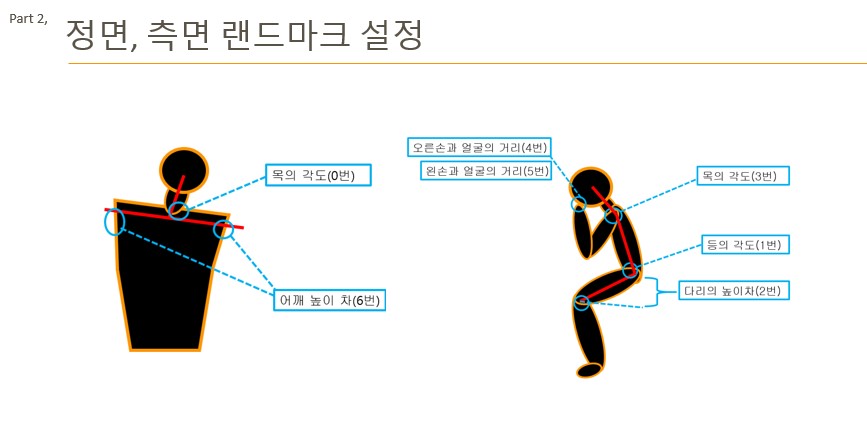 Part 2,
정면, 측면 랜드마크 설정
목의 각도(0번)
어깨 높이 차(6번)
오른손과 얼굴의 거리(4번)
왼손과 얼굴의 거리(5번)
목의 각도(3번)
등의 각도(1번)
다리의 높이차(2번)